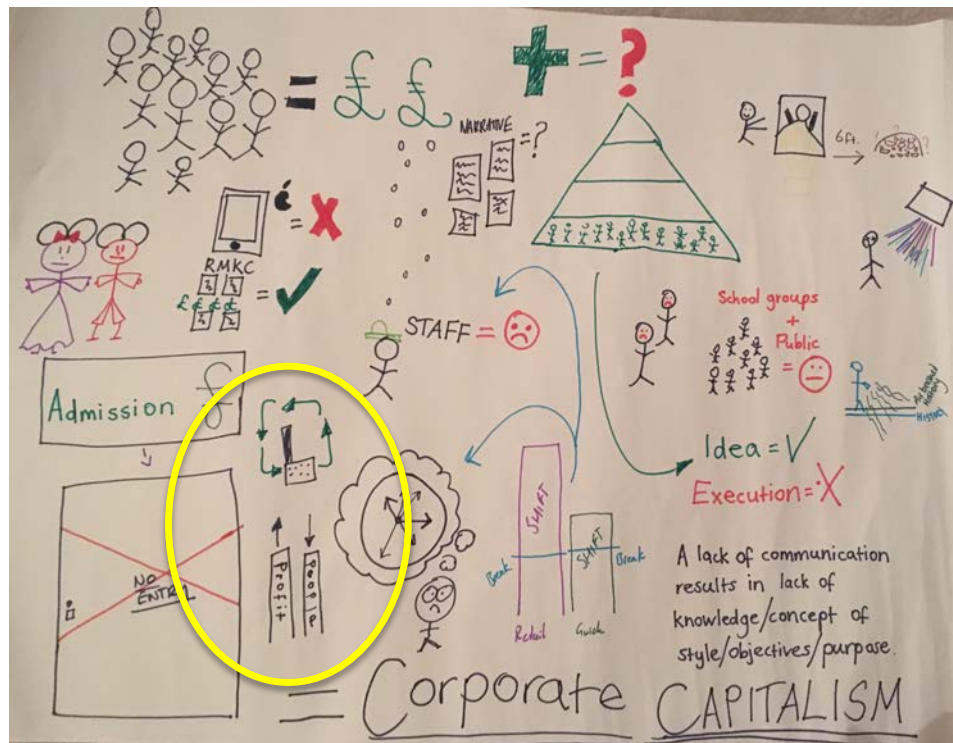 = £ £
+ = ?
NARRATIVE
= ?
6ft. →
= X
RMKC
£ £ £ £
= ✓
STAFF =
School groups
+
Public
=
History
Admission £
Idea = ✓
Execution = X
SHIFT
SHIFT
Break
Break
Retail
Guide
NO
ENTRY
Profit
People
A lack of communication
results in lack of
knowledge/concept of
style/objectives/purpose.
= Corporate CAPITALISM